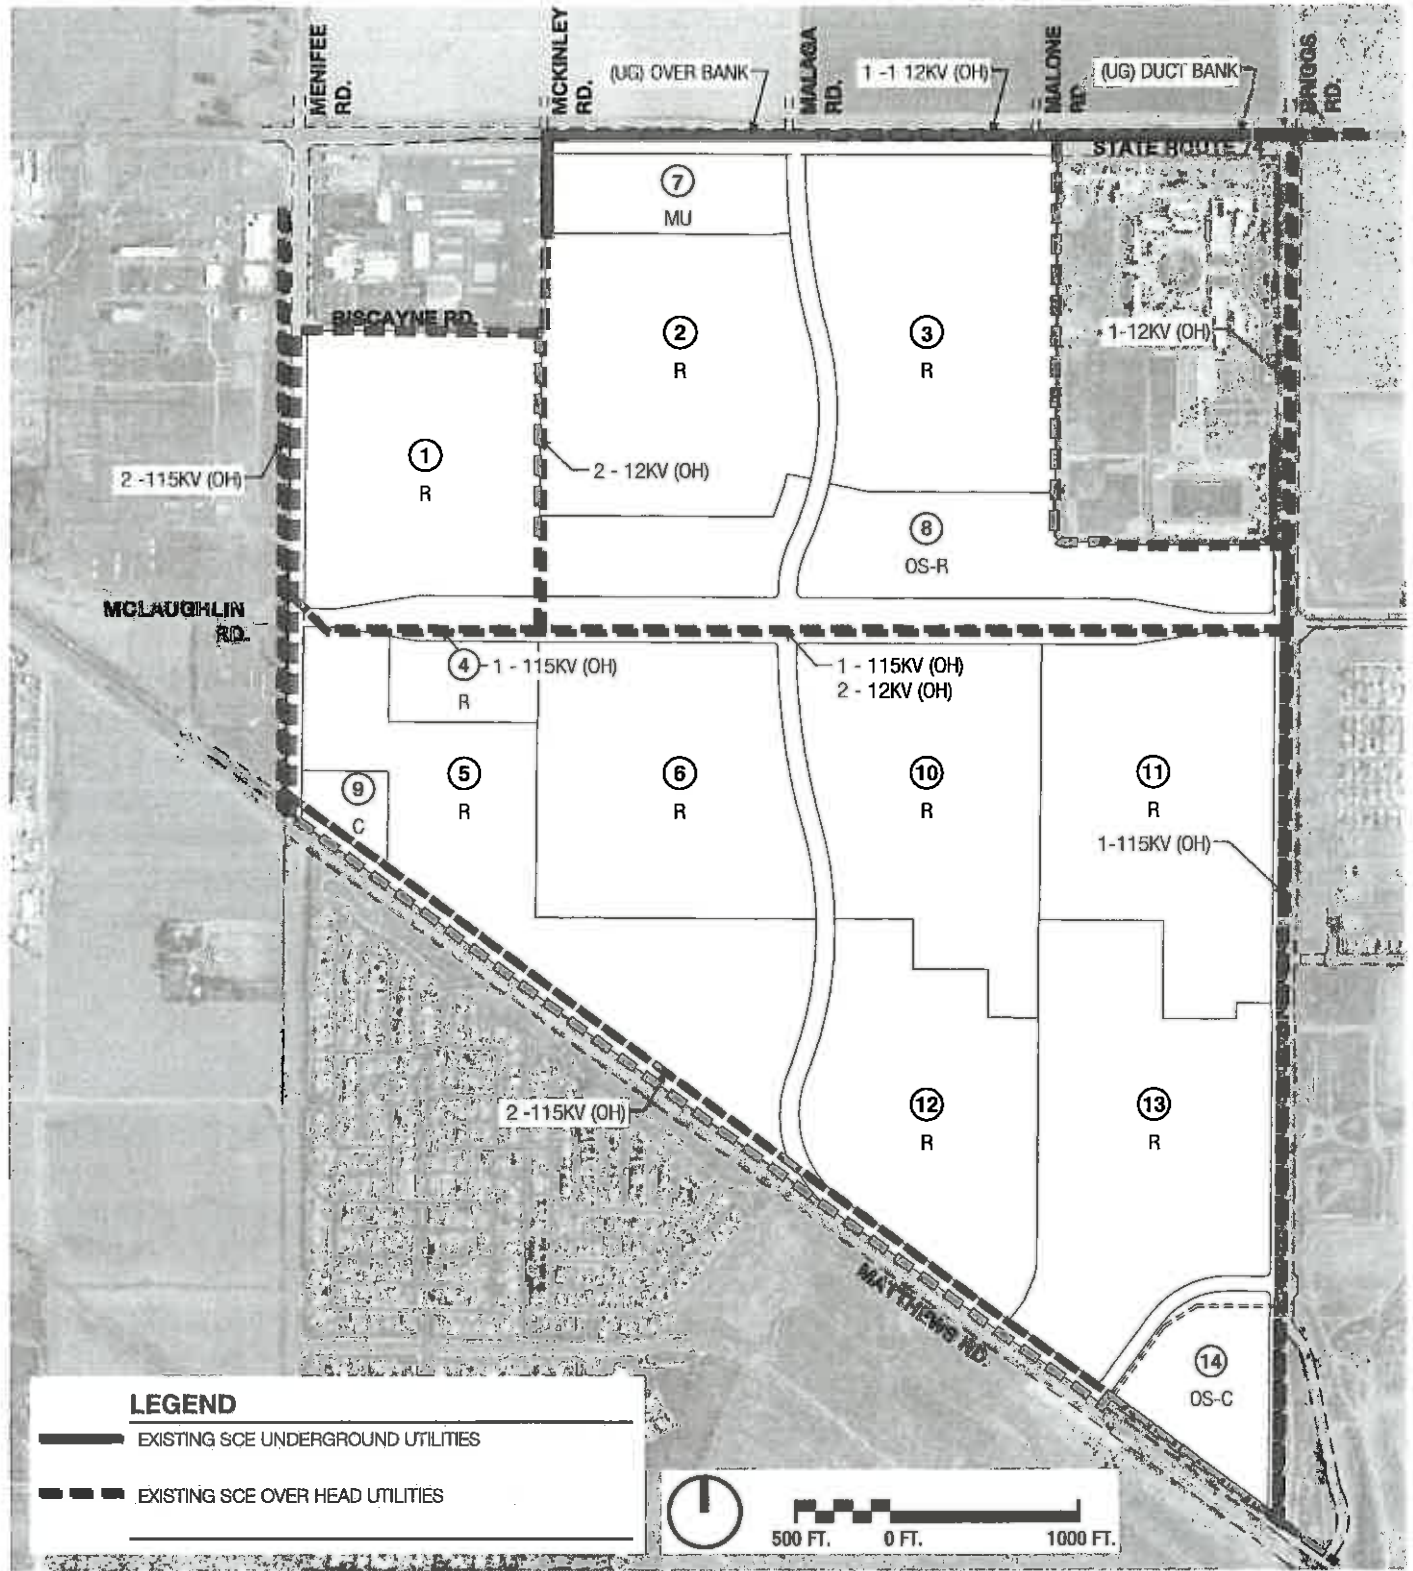 MENIFEE
RD.
MCKINLEY
RD.
(UG) OVER BANK
MALAGA
RD.
1 -1 12KV (OH)
MALONE
RD.
(UG) DUCT BANK
BRIGGS
RD.
STATE ROUTE 74
7
MU
BISCAYNE RD.
2
R
3
R
1-12KV (OH)
1
R
2 -115KV (OH)
2 - 12KV (OH)
8
OS-R
MCLAUGHLIN
RD.
4
R
1 - 115KV (OH)
1 - 115KV (OH)
2 - 12KV (OH)
9
C
5
R
6
R
10
R
11
R
1-115KV (OH)
2 -115KV (OH)
12
R
13
R
MATTHEWS RD.
14
OS-C
LEGEND
EXISTING SCE UNDERGROUND UTILITIES
EXISTING SCE OVER HEAD UTILITIES
500 FT.
0 FT.
1000 FT.